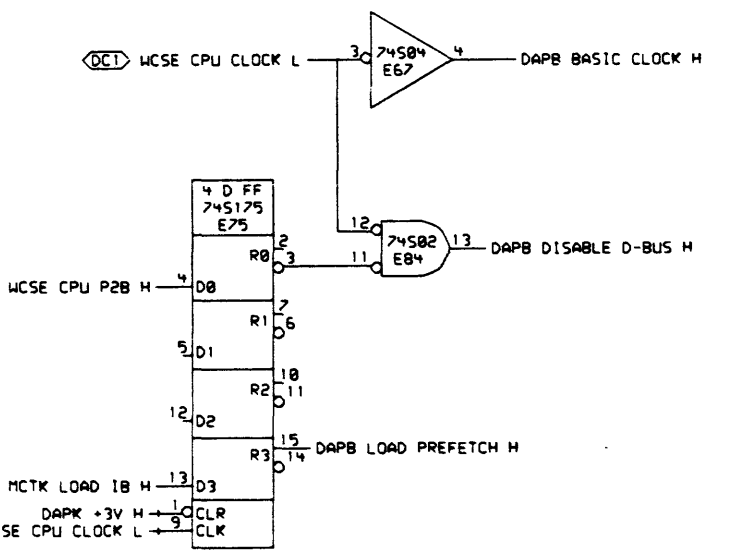 DC1 WCSE CPU CLOCK L
3 74S04 4
E67
DAPB BASIC CLOCK H
4 D FF
74S175
E75
12
74S02 13
E84
11
DAPB DISABLE D-BUS H
2
R0 3
WCSE CPU P2B H 4 D0
7
R1 6
5 D1
10
R2 11
12 D2
15 DAPB LOAD PREFETCH H
R3 14
MCTK LOAD IB H 13 D3
DAPK +3V H 1 CLR
SE CPU CLOCK L 9 CLK